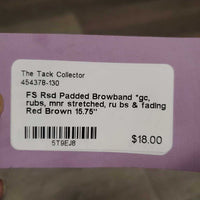 The Tack Collector
454378-130
FS Rsd Padded Browband *gc,
rubs, mnr stretched, ru bs & fading
Red Brown 15.75"
5T9EJ8
$18.00